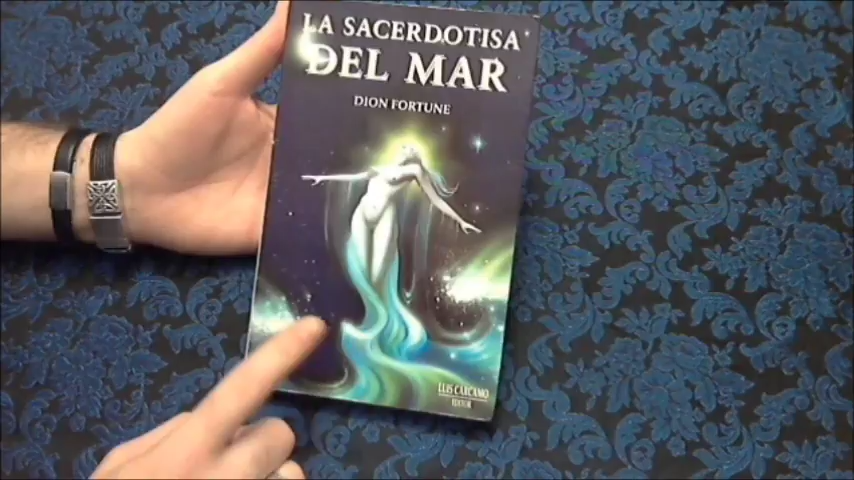 LA SACERDOTISA
DEL MAR
DION FORTUNE
LUIS CÁRCAMO
EDITOR